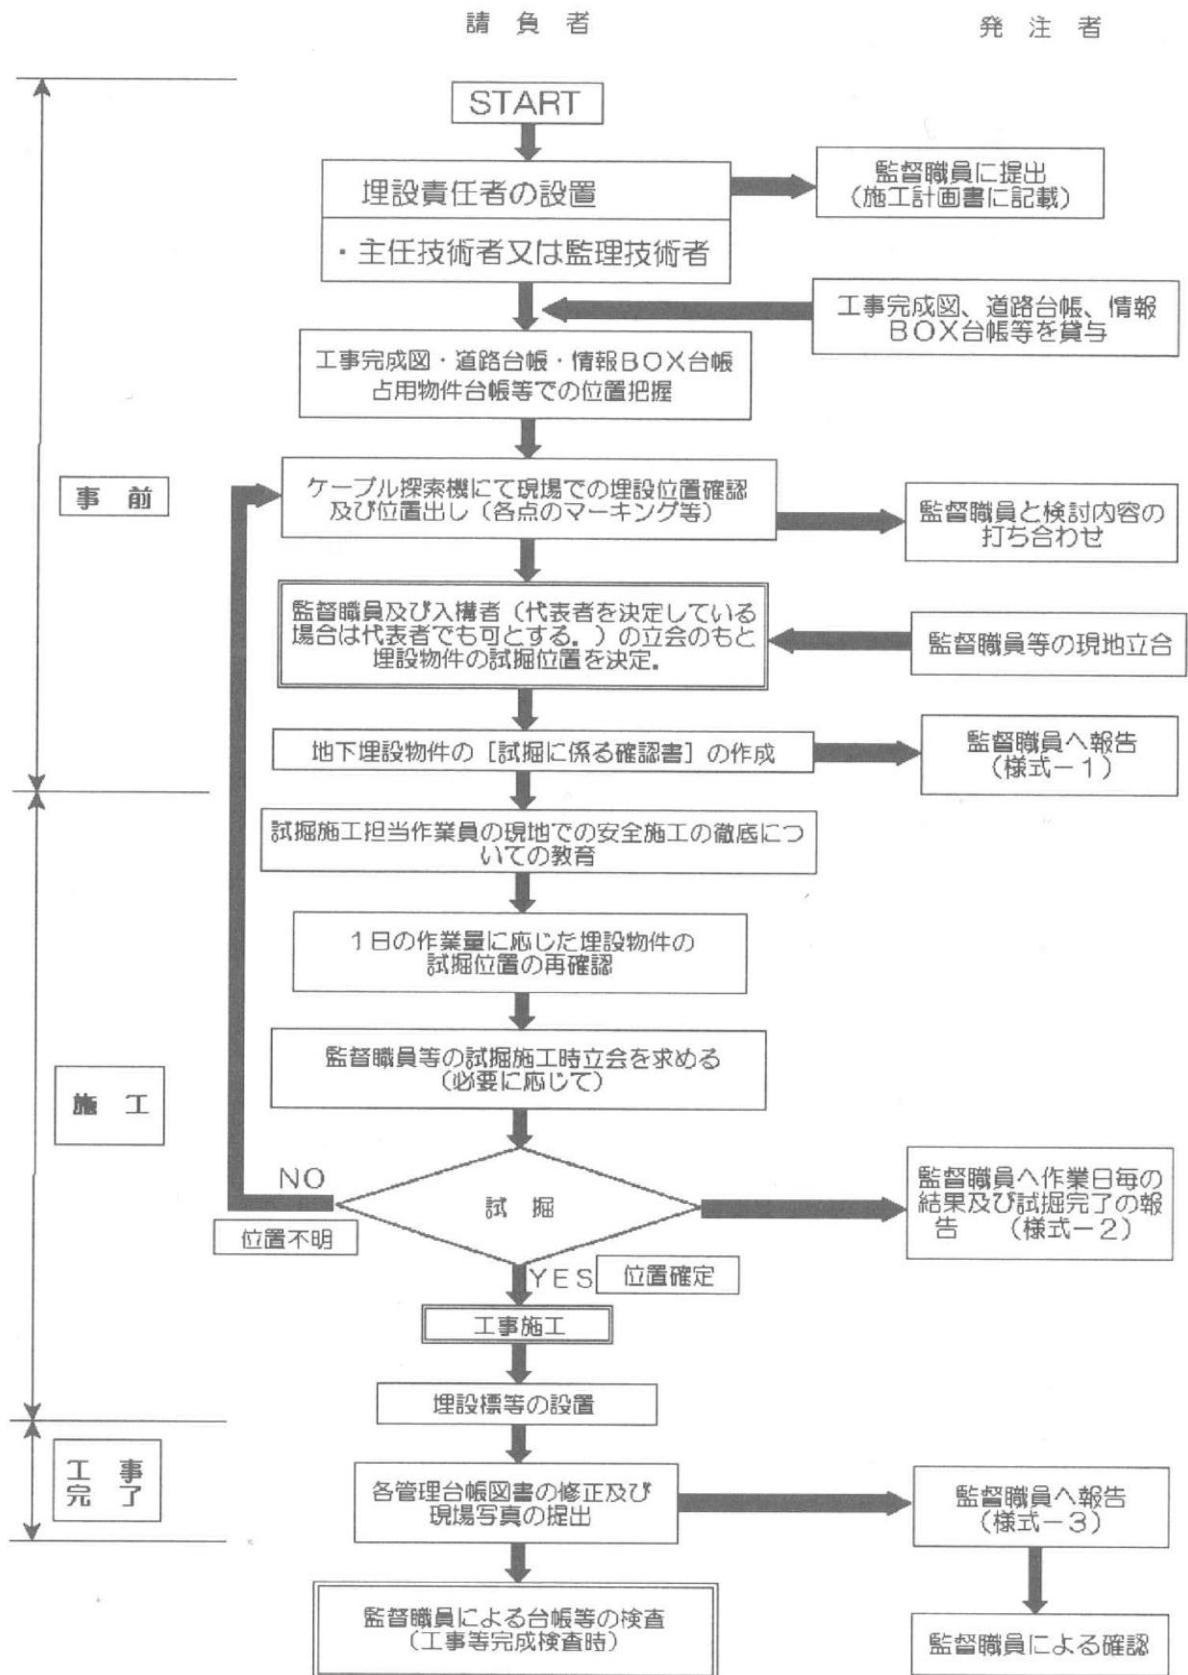 請 負 者
発 注 者
START
埋設責任者の設置
・主任技術者又は監理技術者
監督職員に提出
(施工計画書に記載)
工事完成図、道路台帳、情報
BOX台帳等を貸与
工事完成図・道路台帳・情報BOX台帳
占用物件台帳等での位置把握
事 前
ケーブル探索機にて現場での埋設位置確認
及び位置出し(各点のマーキング等)
監督職員と検討内容の
打ち合わせ
監督職員及び入構者(代表者を決定している
場合は代表者でも可とする。)の立会のもと
埋設物件の試掘位置を決定.
監督職員等の現地立合
地下埋設物件の[試掘に係る確認書]の作成
監督職員へ報告
(様式-1)
試掘施工担当作業員の現地での安全施工の徹底につ
いての教育
1日の作業量に応じた埋設物件の
試掘位置の再確認
監督職員等の試掘施工時立会を求める
(必要に応じて)
施 工
NO
位置不明
試 掘
監督職員へ作業日毎の
結果及び試掘完了の報
告 (様式-2)
YES
位置確定
工事施工
埋設標等の設置
工 事
完 了
各管理台帳図書の修正及び
現場写真の提出
監督職員へ報告
(様式-3)
監督職員による台帳等の検査
(工事等完成検査時)
監督職員による確認